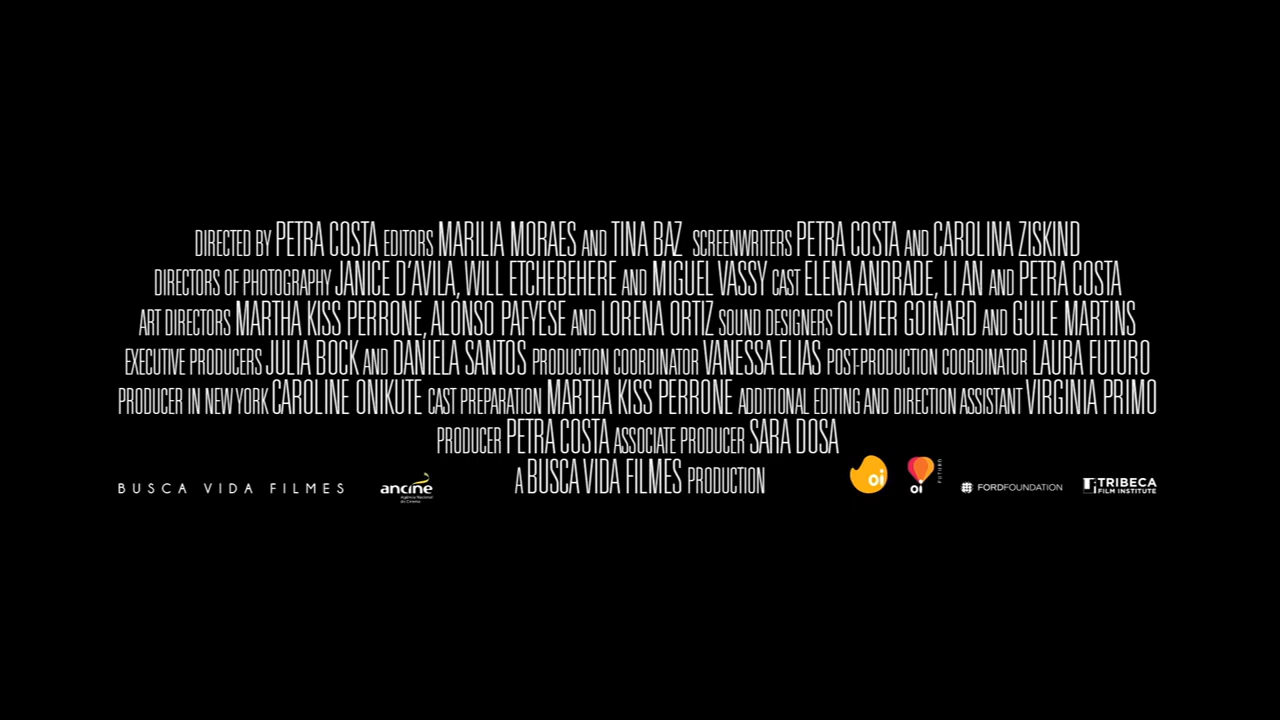 DIRECTED BY PETRA COSTA EDITORS MARILIA MORAES AND TINA BAZ SCREENWRITERS PETRA COSTA AND CAROLINA ZISKIND
DIRECTORS OF PHOTOGRAPHY JANICE D'AVILA, WILL ETCHEBEHERE AND MIGUEL VASSY CAST ELENA ANDRADE, LI AN AND PETRA COSTA
ART DIRECTORS MARTHA KISS PERRONE, ALONSO PAFYESE AND LORENA ORTIZ SOUND DESIGNERS OLIVIER GOINARD AND GUILE MARTINS
EXECUTIVE PRODUCERS JULIA BOCK AND DANIELA SANTOS PRODUCTION COORDINATOR VANESSA ELIAS POST-PRODUCTION COORDINATOR LAURA FUTURO
PRODUCER IN NEW YORK CAROLINE ONIKUTE CAST PREPARATION MARTHA KISS PERRONE ADDITIONAL EDITING AND DIRECTION ASSISTANT VIRGINIA PRIMO
PRODUCER PETRA COSTA ASSOCIATE PRODUCER SARA DOSA
A BUSCA VIDA FILMES PRODUCTION
BUSCA VIDA FILMES
ancine
Agência Nacional
do Cinema
oi
oi
FUTURO
FORDFOUNDATION
TRIBECA
FILM INSTITUTE